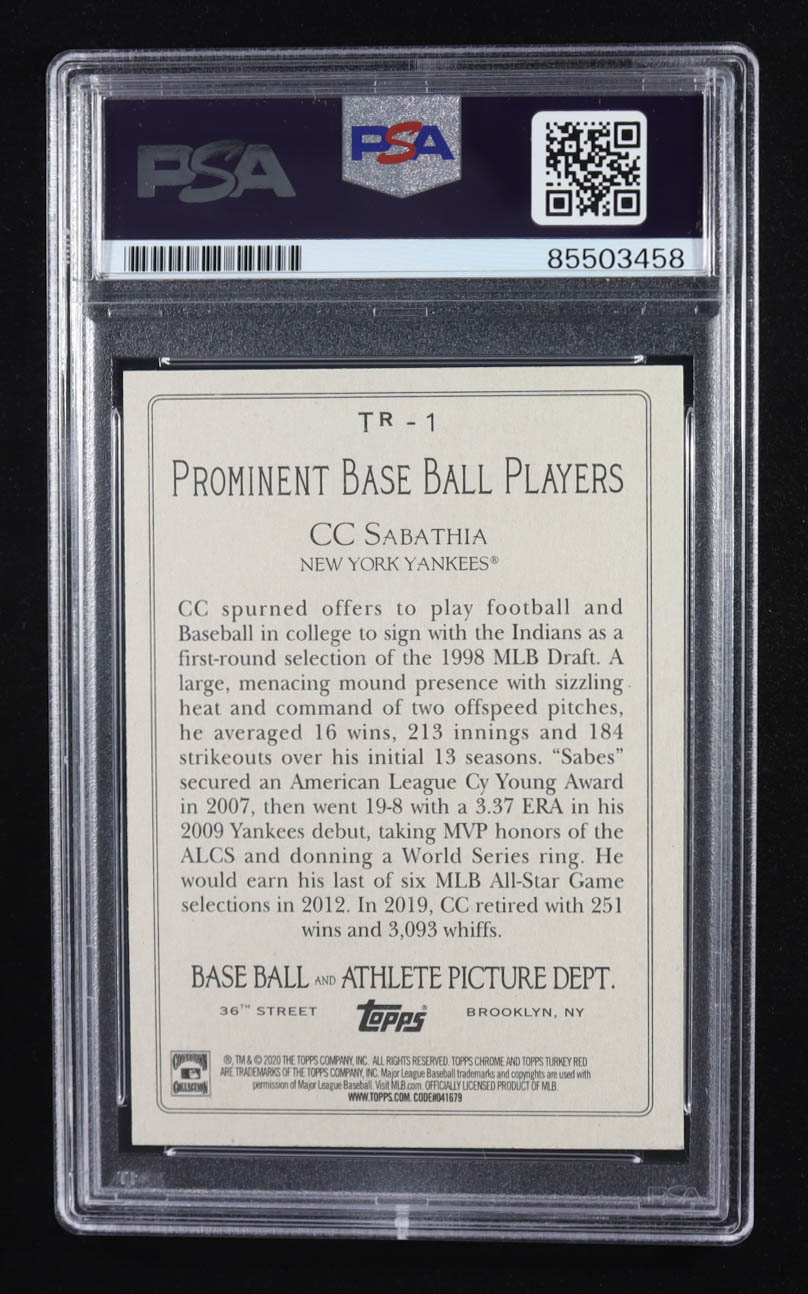 PSA
PSA
85503458
TR - 1
PROMINENT BASE BALL PLAYERS
CC SABATHIA
NEW YORK YANKEES®
CC spurned offers to play football and
Baseball in college to sign with the Indians as a
first-round selection of the 1998 MLB Draft. A
large, menacing mound presence with sizzling
heat and command of two offspeed pitches,
he averaged 16 wins, 213 innings and 184
strikeouts over his initial 13 seasons. “Sabes”
secured an American League Cy Young Award
in 2007, then went 19-8 with a 3.37 ERA in his
2009 Yankees debut, taking MVP honors of the
ALCS and donning a World Series ring. He
would earn his last of six MLB All-Star Game
selections in 2012. In 2019, CC retired with 251
wins and 3,093 whiffs.
BASE BALL AND ATHLETE PICTURE DEPT.
36TH STREET topps® BROOKLYN, NY
COOPERSTOWN
COLLECTION
®, TM & © 2020 THE TOPPS COMPANY, INC. ALL RIGHTS RESERVED. TOPPS CHROME AND TOPPS TURKEY RED
ARE TRADEMARKS OF THE TOPPS COMPANY, INC. Major League Baseball trademarks and copyrights are used with
permission of Major League Baseball. Visit MLB.com. OFFICIALLY LICENSED PRODUCT OF MLB.
WWW.TOPPS.COM. CODE#041679
PSA